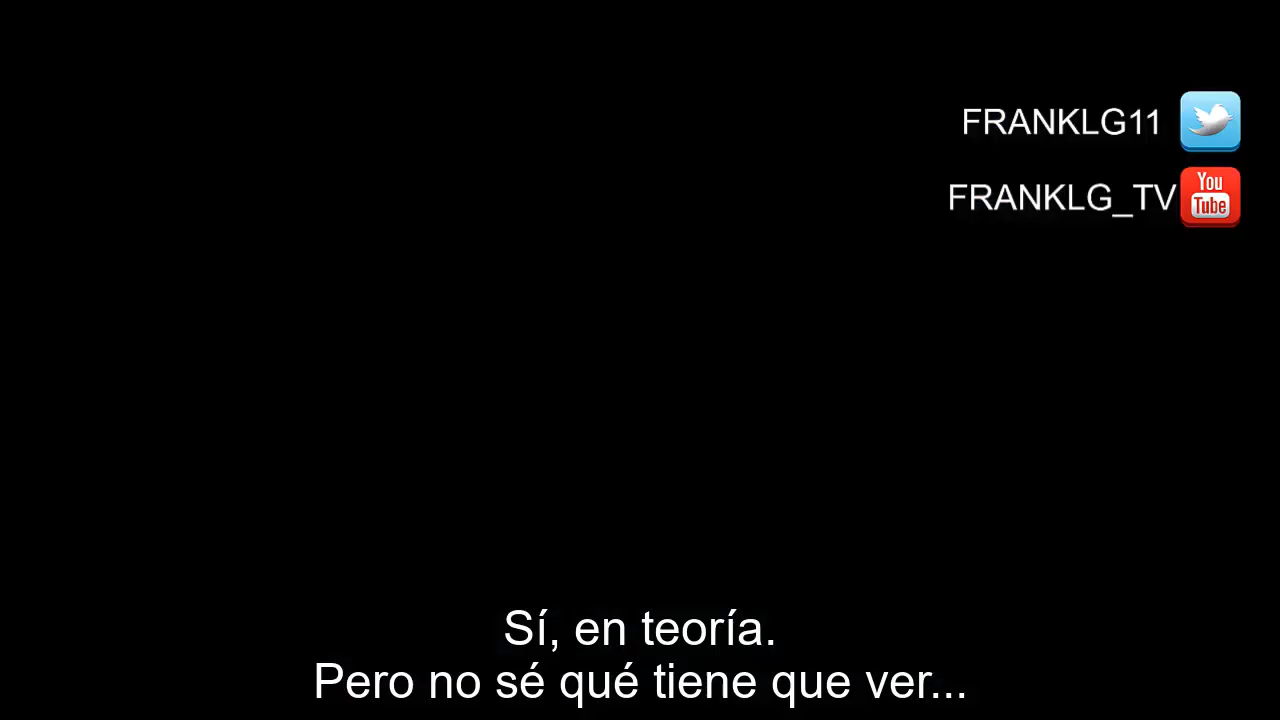 FRANKLG11
FRANKLG_TV
You
Tube
Sí, en teoría.
Pero no sé qué tiene que ver...